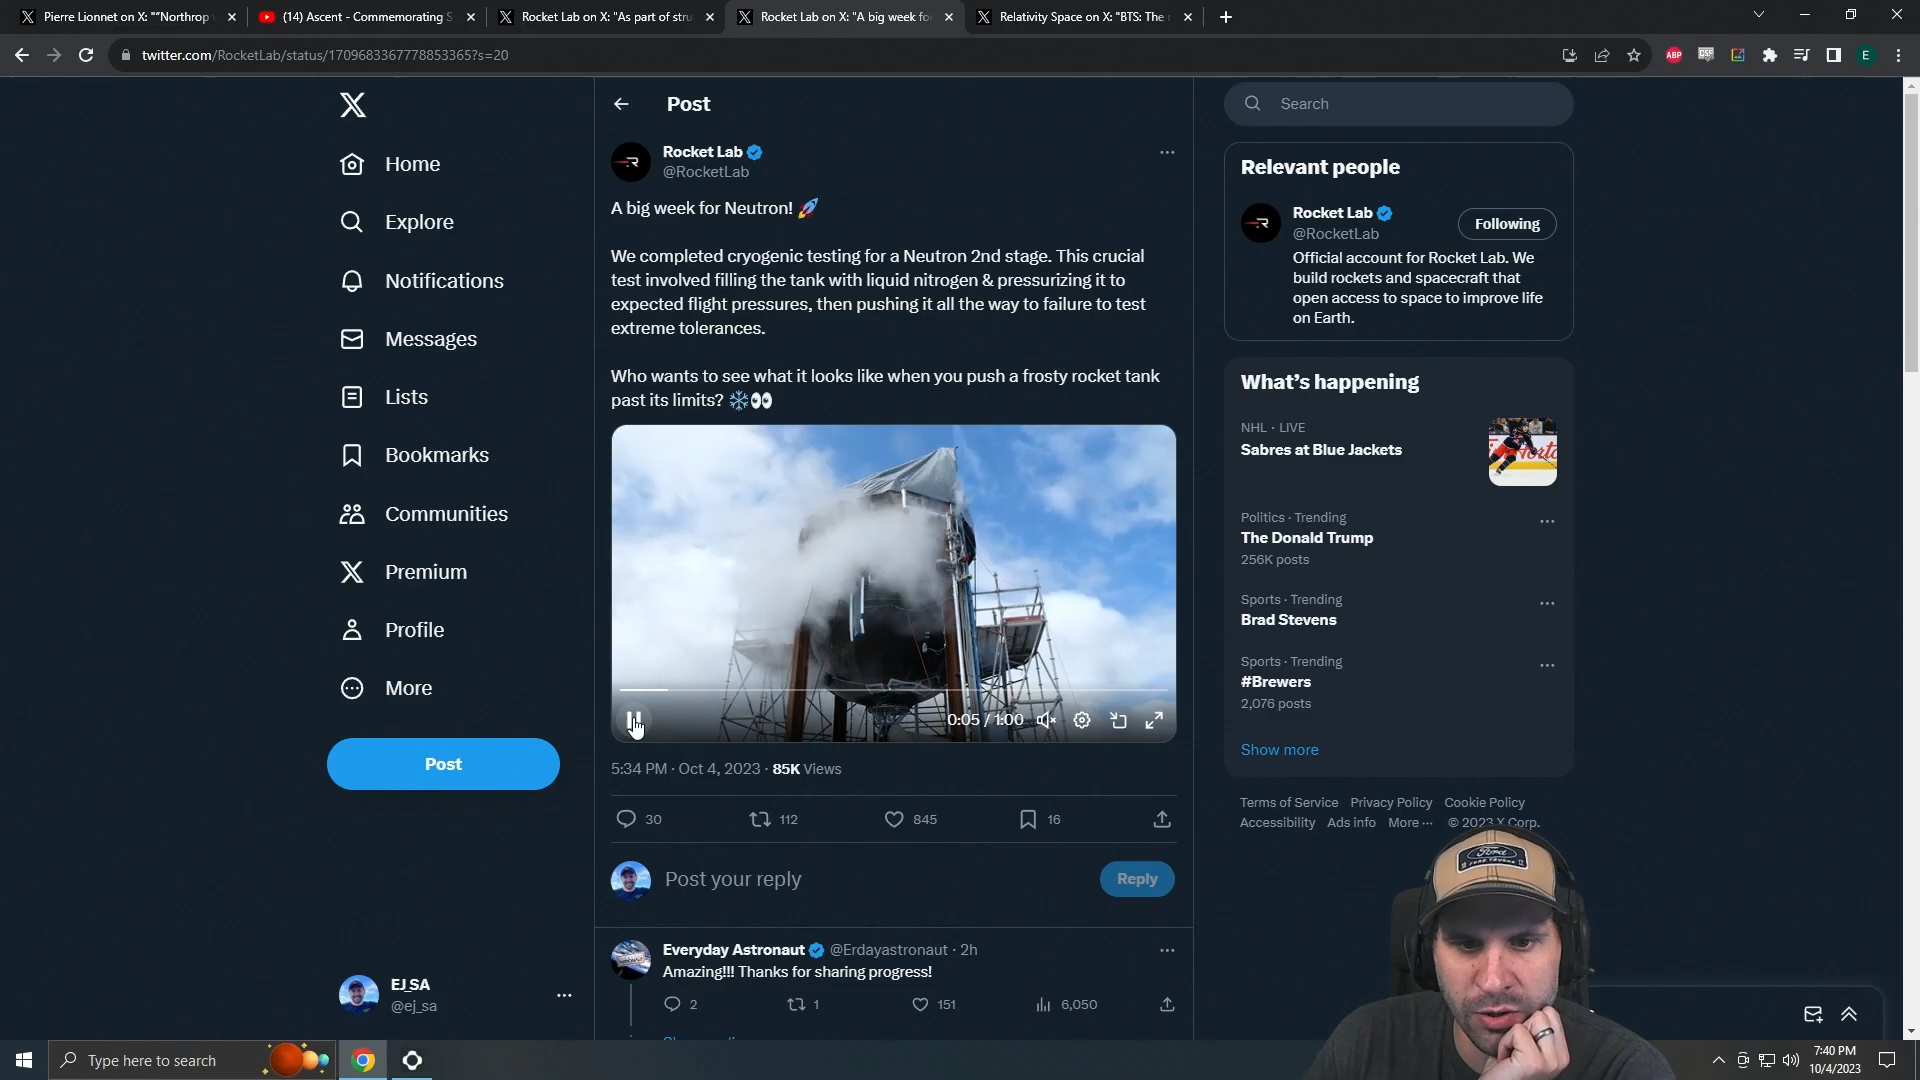 Pierre Lionnet on X: "“Northrop
(14) Ascent - Commemorating S
Rocket Lab on X: "As part of stru
Rocket Lab on X: "A big week fo
Relativity Space on X: "BTS: The
twitter.com/RocketLab/status/1709683367778853365?s=20
ABP
E
Home
Explore
Notifications
Messages
Lists
Bookmarks
Communities
Premium
Profile
More
Post
EJ_SA
@ej_sa
Post
Rocket Lab
@RocketLab
A big week for Neutron! 🚀
We completed cryogenic testing for a Neutron 2nd stage. This crucial
test involved filling the tank with liquid nitrogen & pressurizing it to
expected flight pressures, then pushing it all the way to failure to test
extreme tolerances.
Who wants to see what it looks like when you push a frosty rocket tank
past its limits? ❄️👀
0:05 / 1:00
5:34 PM · Oct 4, 2023 · 85K Views
30 112 845 16
Post your reply
Reply
Everyday Astronaut @Erdayastronaut · 2h
Amazing!!! Thanks for sharing progress!
2 1 151 6,050
Search
Relevant people
Rocket Lab
@RocketLab
Following
Official account for Rocket Lab. We
build rockets and spacecraft that
open access to space to improve life
on Earth.
What’s happening
NHL · LIVE
Sabres at Blue Jackets
Politics · Trending
The Donald Trump
256K posts
Sports · Trending
Brad Stevens
Sports · Trending
#Brewers
2,076 posts
Show more
Terms of Service Privacy Policy Cookie Policy
Accessibility Ads info More ··· © 2023 X Corp.
Ford
Type here to search
7:40 PM
10/4/2023